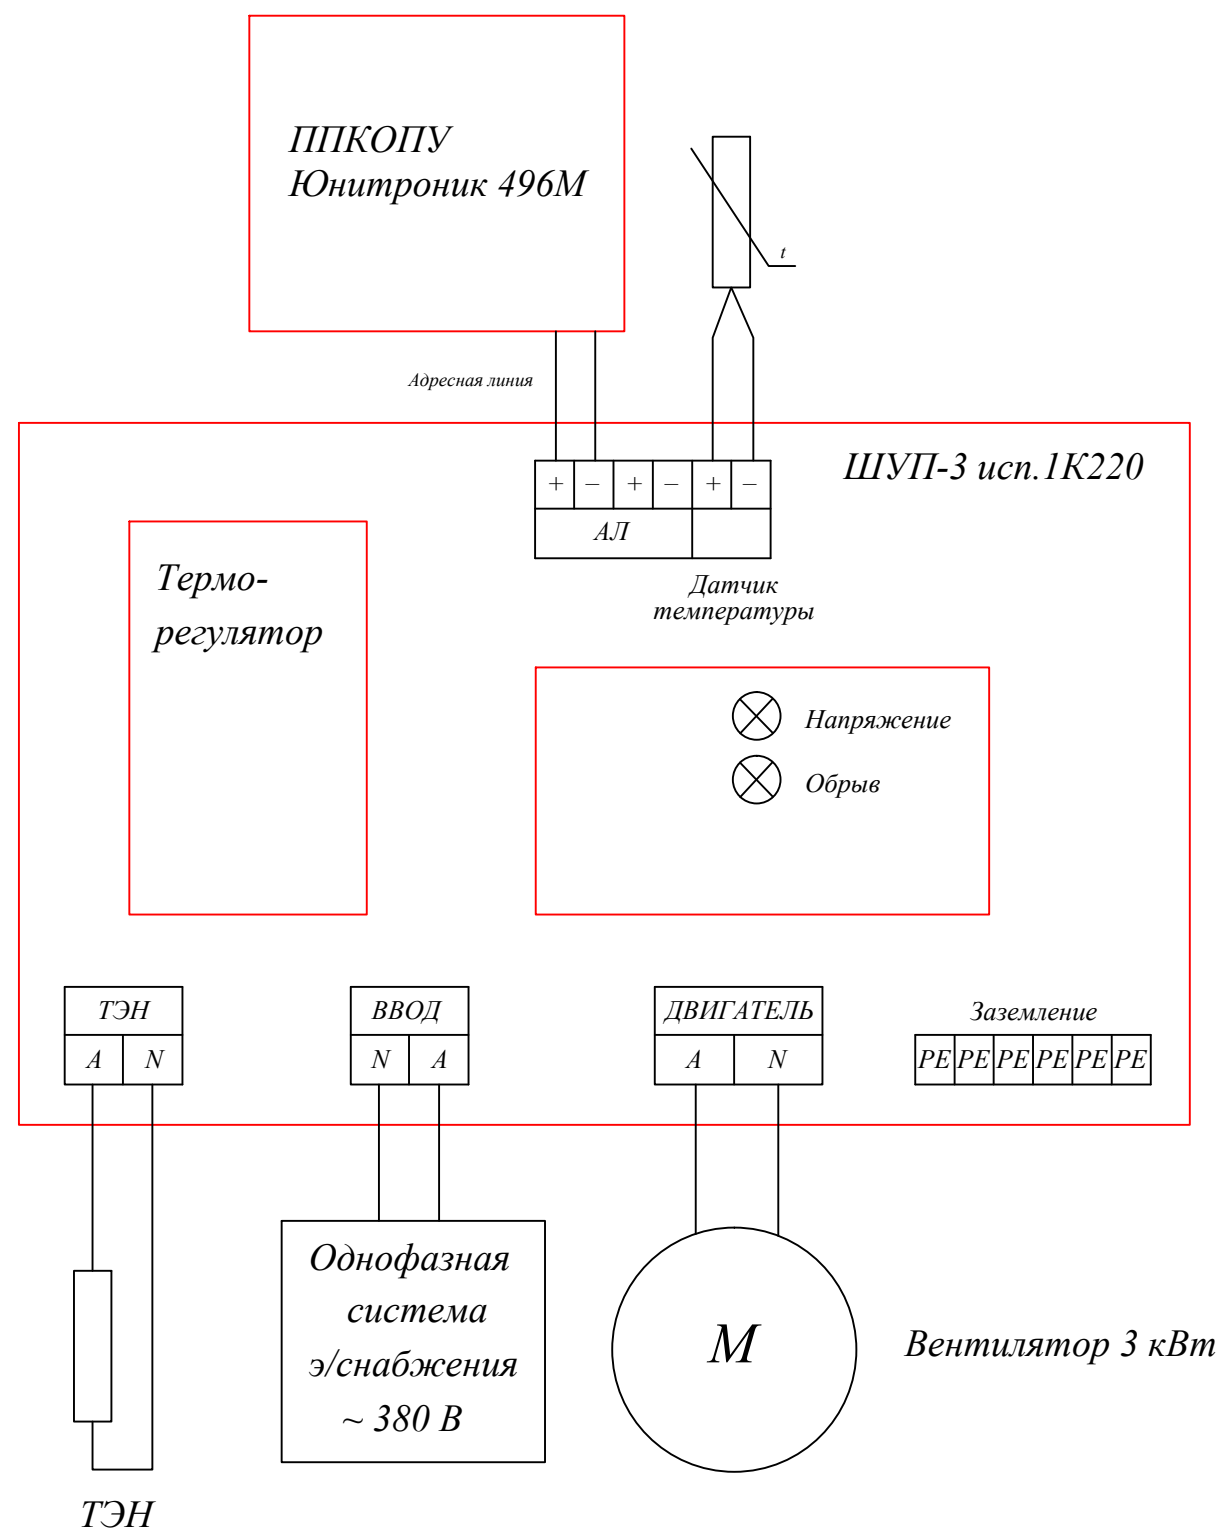 ППКОПУ
Юнитроник 496М
t
Адресная линия
ШУП-3 исп.1К220
+ – + – + –
АЛ
Датчик
температуры
Термо-
регулятор
Напряжение
Обрыв
ТЭН
A N
ВВОД
N A
ДВИГАТЕЛЬ
A N
Заземление
PE PE PE PE PE PE
Однофазная
система
э/снабжения
~ 380 В
М
Вентилятор 3 кВт
ТЭН